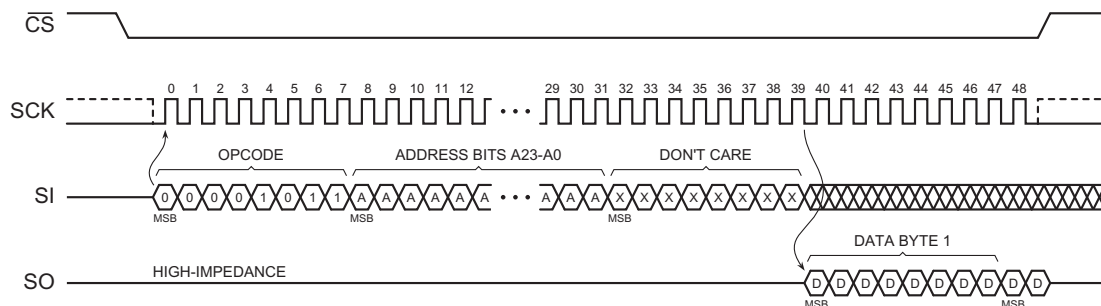 CS
0 1 2 3 4 5 6 7 8 9 10 11 12 29 30 31 32 33 34 35 36 37 38 39 40 41 42 43 44 45 46 47 48
SCK
OPCODE ADDRESS BITS A23-A0 DON'T CARE
SI 0 0 0 0 1 0 1 1 A A A A A A A A A X X X X X X X X
MSB MSB MSB
DATA BYTE 1
HIGH-IMPEDANCE
SO D D D D D D D D D D
MSB MSB